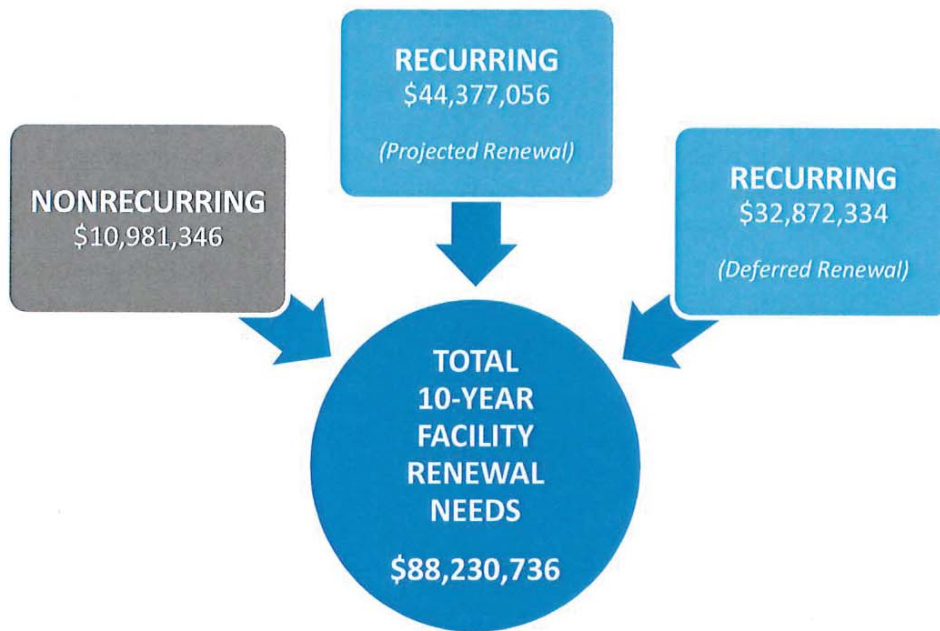 RECURRING
$44,377,056
(Projected Renewal)
NONRECURRING
$10,981,346
RECURRING
$32,872,334
(Deferred Renewal)
TOTAL
10-YEAR
FACILITY
RENEWAL
NEEDS
$88,230,736